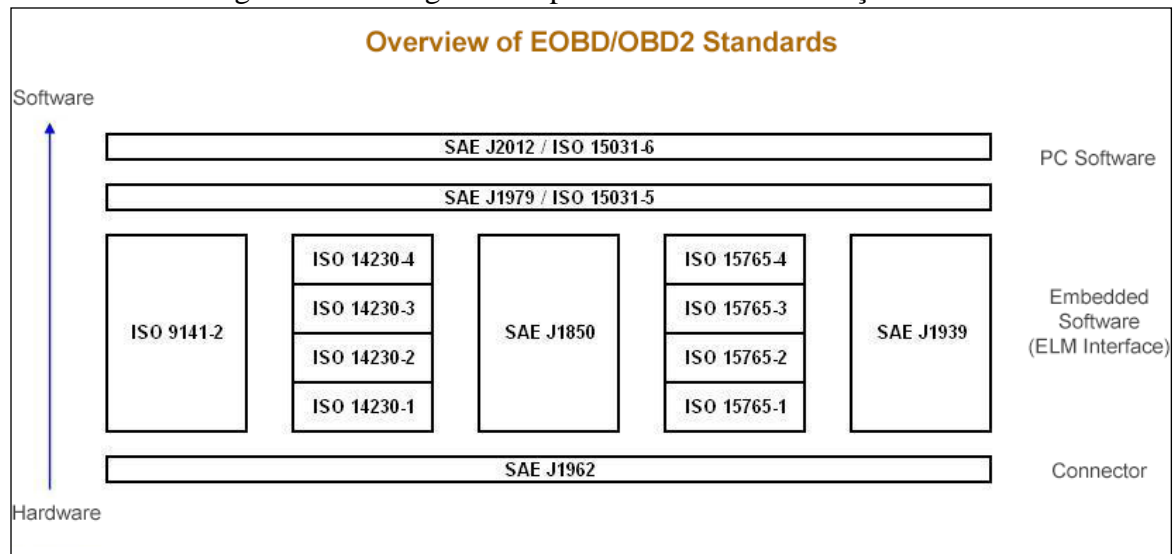 Overview of EOBD/OBD2 Standards
Software
SAE J2012 / ISO 15031-6
PC Software
SAE J1979 / ISO 15031-5
ISO 9141-2
ISO 14230-4
ISO 14230-3
ISO 14230-2
ISO 14230-1
SAE J1850
ISO 15765-4
ISO 15765-3
ISO 15765-2
ISO 15765-1
SAE J1939
Embedded
Software
(ELM Interface)
SAE J1962
Connector
Hardware